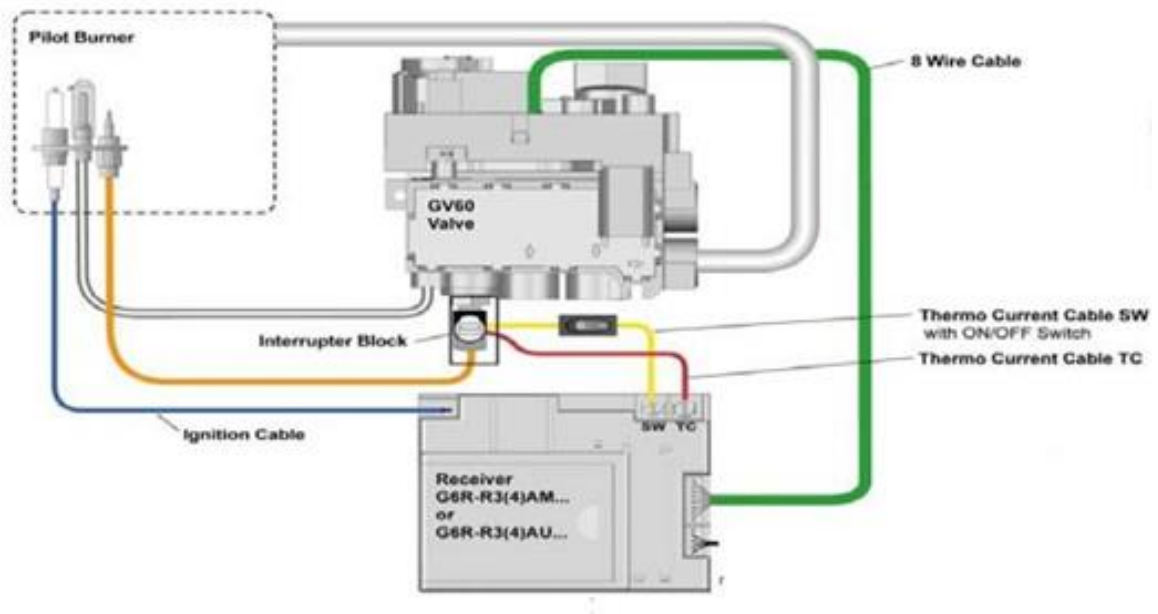 Pilot Burner
8 Wire Cable
GV60
Valve
Thermo Current Cable SW
with ON/OFF Switch
Interrupter Block
Thermo Current Cable TC
SW TC
Ignition Cable
Receiver
G6R-R3(4)AM...
or
G6R-R3(4)AU...
r